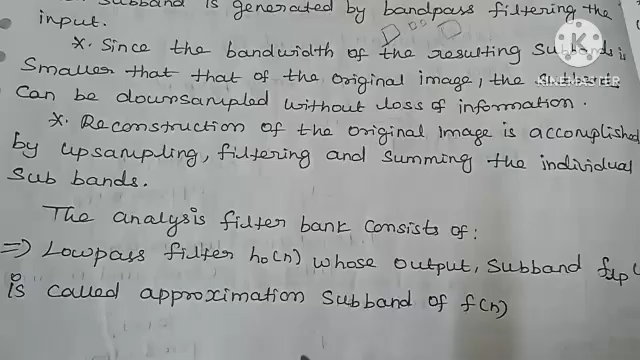 subband is generated by bandpass filtering the
input.
*. Since the bandwidth of the resulting subbands is
smaller that that of the original image, the subbands
can be downsampled without loss of information.
*. Reconstruction of the original image is accomplished
by upsampling, filtering and summing the individual
sub bands.
The analysis filter bank consists of:
=> Lowpass filter h₀(n) whose output, subband flp(
is called approximation subband of f(n)
KINEMASTER